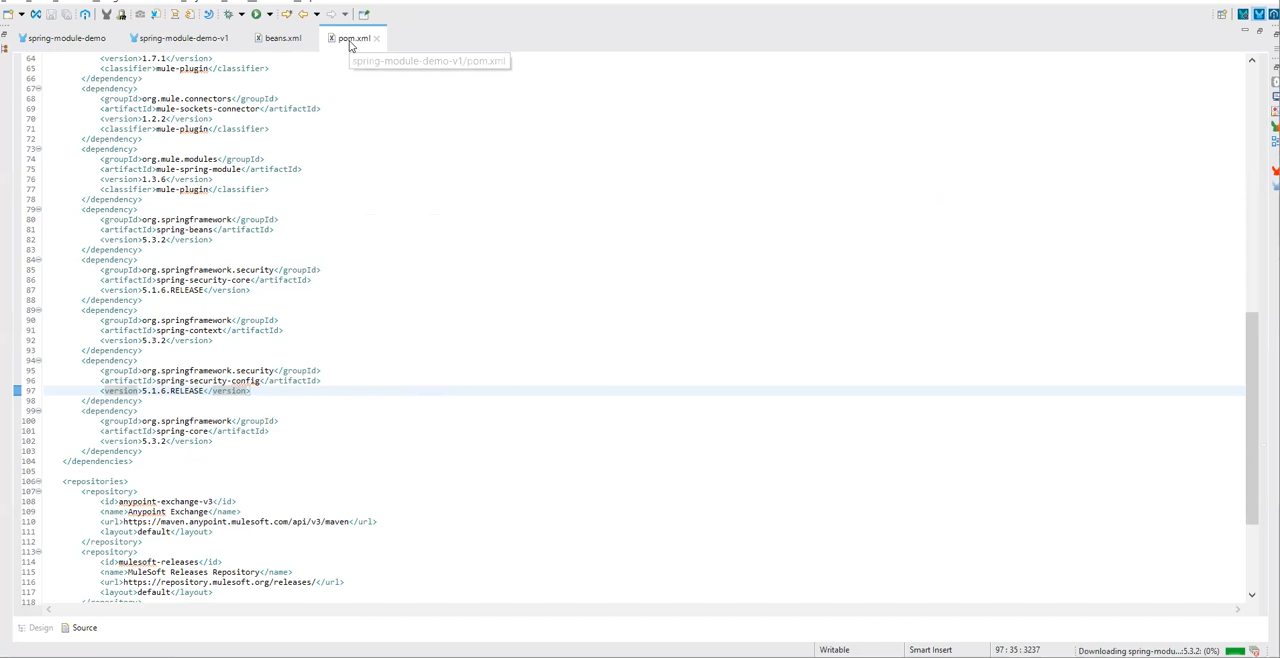 spring-module-demo spring-module-demo-v1 beans.xml pom.xml
spring-module-demo-v1/pom.xml
64 <version>1.7.1</version>
65 <classifier>mule-plugin</classifier>
66 </dependency>
67 <dependency>
68 <groupId>org.mule.connectors</groupId>
69 <artifactId>mule-sockets-connector</artifactId>
70 <version>1.2.2</version>
71 <classifier>mule-plugin</classifier>
72 </dependency>
73 <dependency>
74 <groupId>org.mule.modules</groupId>
75 <artifactId>mule-spring-module</artifactId>
76 <version>1.3.6</version>
77 <classifier>mule-plugin</classifier>
78 </dependency>
79 <dependency>
80 <groupId>org.springframework</groupId>
81 <artifactId>spring-beans</artifactId>
82 <version>5.3.2</version>
83 </dependency>
84 <dependency>
85 <groupId>org.springframework.security</groupId>
86 <artifactId>spring-security-core</artifactId>
87 <version>5.1.6.RELEASE</version>
88 </dependency>
89 <dependency>
90 <groupId>org.springframework</groupId>
91 <artifactId>spring-context</artifactId>
92 <version>5.3.2</version>
93 </dependency>
94 <dependency>
95 <groupId>org.springframework.security</groupId>
96 <artifactId>spring-security-config</artifactId>
97 <version>5.1.6.RELEASE</version>
98 </dependency>
99 <dependency>
100 <groupId>org.springframework</groupId>
101 <artifactId>spring-core</artifactId>
102 <version>5.3.2</version>
103 </dependency>
104 </dependencies>
105
106 <repositories>
107 <repository>
108 <id>anypoint-exchange-v3</id>
109 <name>Anypoint Exchange</name>
110 <url>https://maven.anypoint.mulesoft.com/api/v3/maven</url>
111 <layout>default</layout>
112 </repository>
113 <repository>
114 <id>mulesoft-releases</id>
115 <name>MuleSoft Releases Repository</name>
116 <url>https://repository.mulesoft.org/releases/</url>
117 <layout>default</layout>
118 </repository>
Design Source
Writable Smart Insert 97 : 35 : 3237 Downloading spring-modu...:5.3.2: (0%)